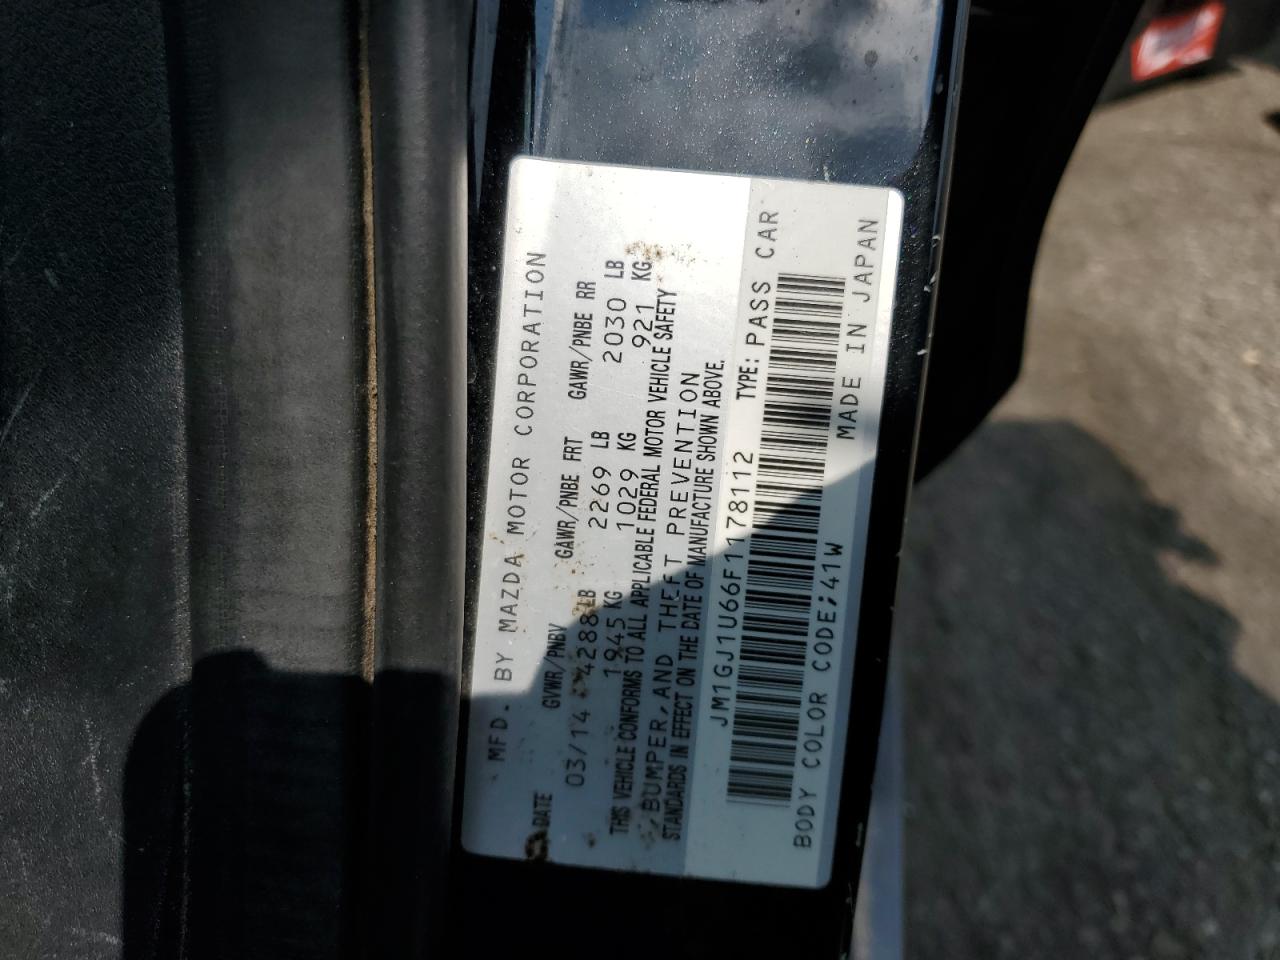 MFD. BY MAZDA MOTOR CORPORATION
DATE GVWR/PNBV GAWR/PNBE FRT GAWR/PNBE RR
03/14 4288 LB 2269 LB 2030 LB
1945 KG 1029 KG 921 KG
THIS VEHICLE CONFORMS TO ALL APPLICABLE FEDERAL MOTOR VEHICLE SAFETY
,BUMPER,AND THEFT PREVENTION
STANDARDS IN EFFECT ON THE DATE OF MANUFACTURE SHOWN ABOVE.
JM1GJ1U66F1178112 TYPE: PASS CAR
BODY COLOR CODE;41W MADE IN JAPAN